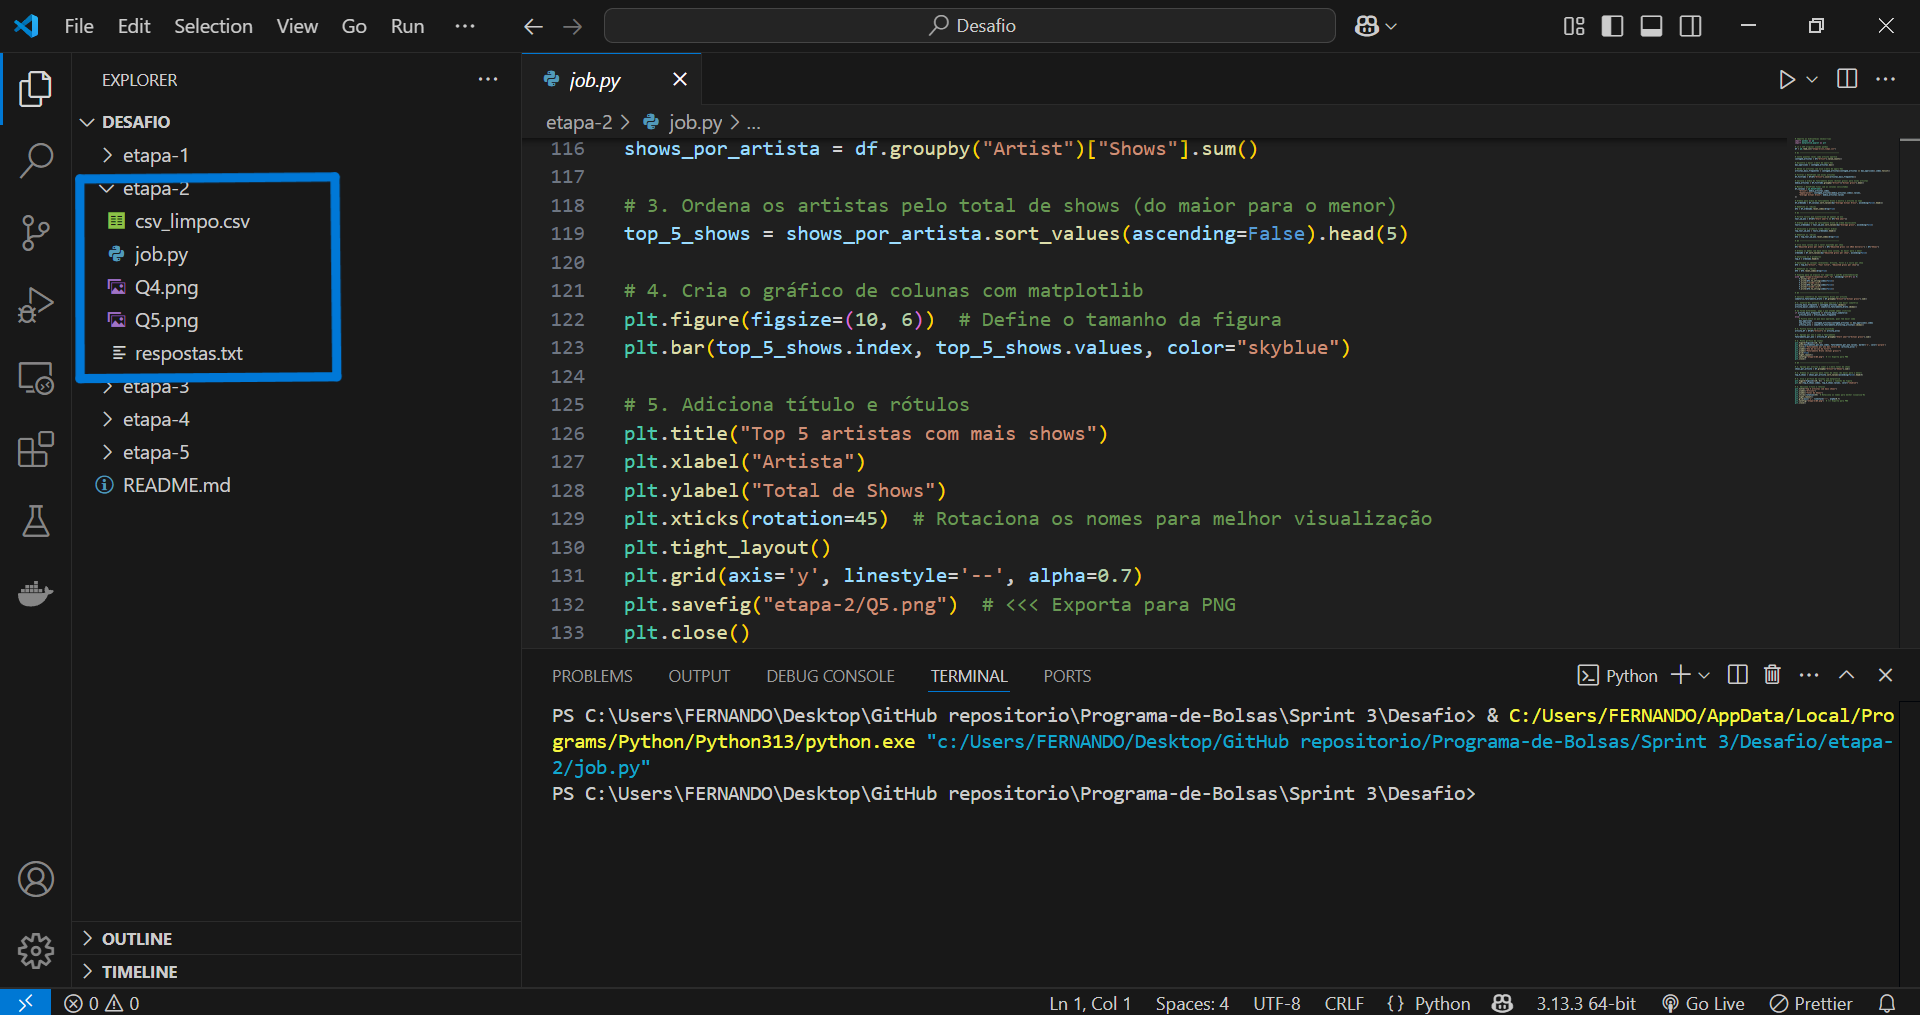 File Edit Selection View Go Run ···
Desafio
EXPLORER
DESAFIO
etapa-1
etapa-2
csv_limpo.csv
job.py
Q4.png
Q5.png
respostas.txt
etapa-3
etapa-4
etapa-5
README.md
OUTLINE
TIMELINE
job.py
etapa-2 > job.py > ...
116 shows_por_artista = df.groupby("Artist")["Shows"].sum()
117
118 # 3. Ordena os artistas pelo total de shows (do maior para o menor)
119 top_5_shows = shows_por_artista.sort_values(ascending=False).head(5)
120
121 # 4. Cria o gráfico de colunas com matplotlib
122 plt.figure(figsize=(10, 6))  # Define o tamanho da figura
123 plt.bar(top_5_shows.index, top_5_shows.values, color="skyblue")
124
125 # 5. Adiciona título e rótulos
126 plt.title("Top 5 artistas com mais shows")
127 plt.xlabel("Artista")
128 plt.ylabel("Total de Shows")
129 plt.xticks(rotation=45)  # Rotaciona os nomes para melhor visualização
130 plt.tight_layout()
131 plt.grid(axis='y', linestyle='--', alpha=0.7)
132 plt.savefig("etapa-2/Q5.png")  # <<< Exporta para PNG
133 plt.close()
PROBLEMS OUTPUT DEBUG CONSOLE TERMINAL PORTS
Python
PS C:\Users\FERNANDO\Desktop\GitHub repositorio\Programa-de-Bolsas\Sprint 3\Desafio> & C:/Users/FERNANDO/AppData/Local/Pro
grams/Python/Python313/python.exe "c:/Users/FERNANDO/Desktop/GitHub repositorio/Programa-de-Bolsas/Sprint 3/Desafio/etapa-
2/job.py"
PS C:\Users\FERNANDO\Desktop\GitHub repositorio\Programa-de-Bolsas\Sprint 3\Desafio>
0 0 Ln 1, Col 1 Spaces: 4 UTF-8 CRLF {} Python 3.13.3 64-bit Go Live Prettier